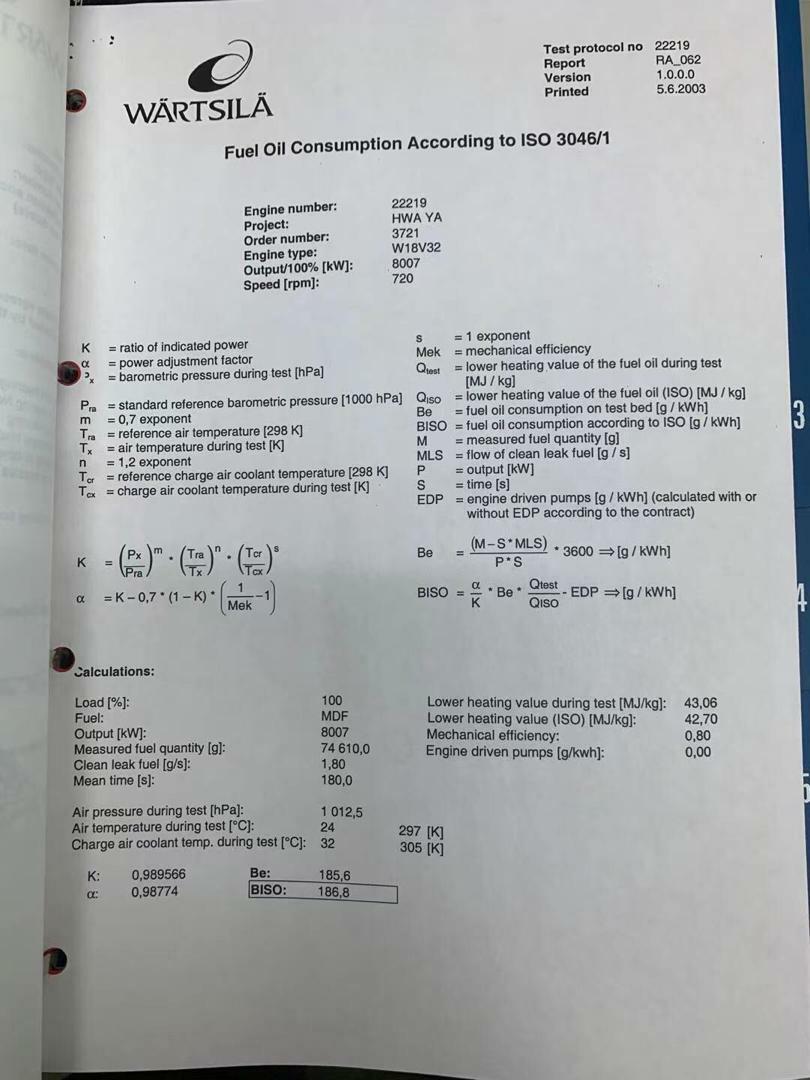 WÄRTSILÄ
Test protocol no 22219
Report RA_062
Version 1.0.0.0
Printed 5.6.2003
Fuel Oil Consumption According to ISO 3046/1
Engine number: 22219
Project: HWA YA
Order number: 3721
Engine type: W18V32
Output/100% [kW]: 8007
Speed [rpm]: 720
K = ratio of indicated power
α = power adjustment factor
x = barometric pressure during test [hPa]
Pra = standard reference barometric pressure [1000 hPa]
m = 0,7 exponent
Tra = reference air temperature [298 K]
Tx = air temperature during test [K]
n = 1,2 exponent
Tcr = reference charge air coolant temperature [298 K]
Tcx = charge air coolant temperature during test [K]
s = 1 exponent
Mek = mechanical efficiency
Qtest = lower heating value of the fuel oil during test
[MJ / kg]
QISO = lower heating value of the fuel oil (ISO) [MJ / kg]
Be = fuel oil consumption on test bed [g / kWh]
BISO = fuel oil consumption according to ISO [g / kWh]
M = measured fuel quantity [g]
MLS = flow of clean leak fuel [g / s]
P = output [kW]
S = time [s]
EDP = engine driven pumps [g / kWh] (calculated with or
without EDP according to the contract)
K = (Px/Pra)^m * (Tra/Tx)^n * (Tcr/Tcx)^s
α = K – 0,7 * (1 – K) * (1/Mek – 1)
Be = (M – S * MLS)/(P * S) * 3600 ⇒ [g / kWh]
BISO = α/K * Be * Qtest/QISO - EDP ⇒ [g / kWh]
Calculations:
Load [%]: 100
Fuel: MDF
Output [kW]: 8007
Measured fuel quantity [g]: 74 610,0
Clean leak fuel [g/s]: 1,80
Mean time [s]: 180,0
Lower heating value during test [MJ/kg]: 43,06
Lower heating value (ISO) [MJ/kg]: 42,70
Mechanical efficiency: 0,80
Engine driven pumps [g/kwh]: 0,00
Air pressure during test [hPa]: 1 012,5
Air temperature during test [°C]: 24 297 [K]
Charge air coolant temp. during test [°C]: 32 305 [K]
K: 0,989566 Be: 185,6
α: 0,98774 BISO: 186,8
3
4
5